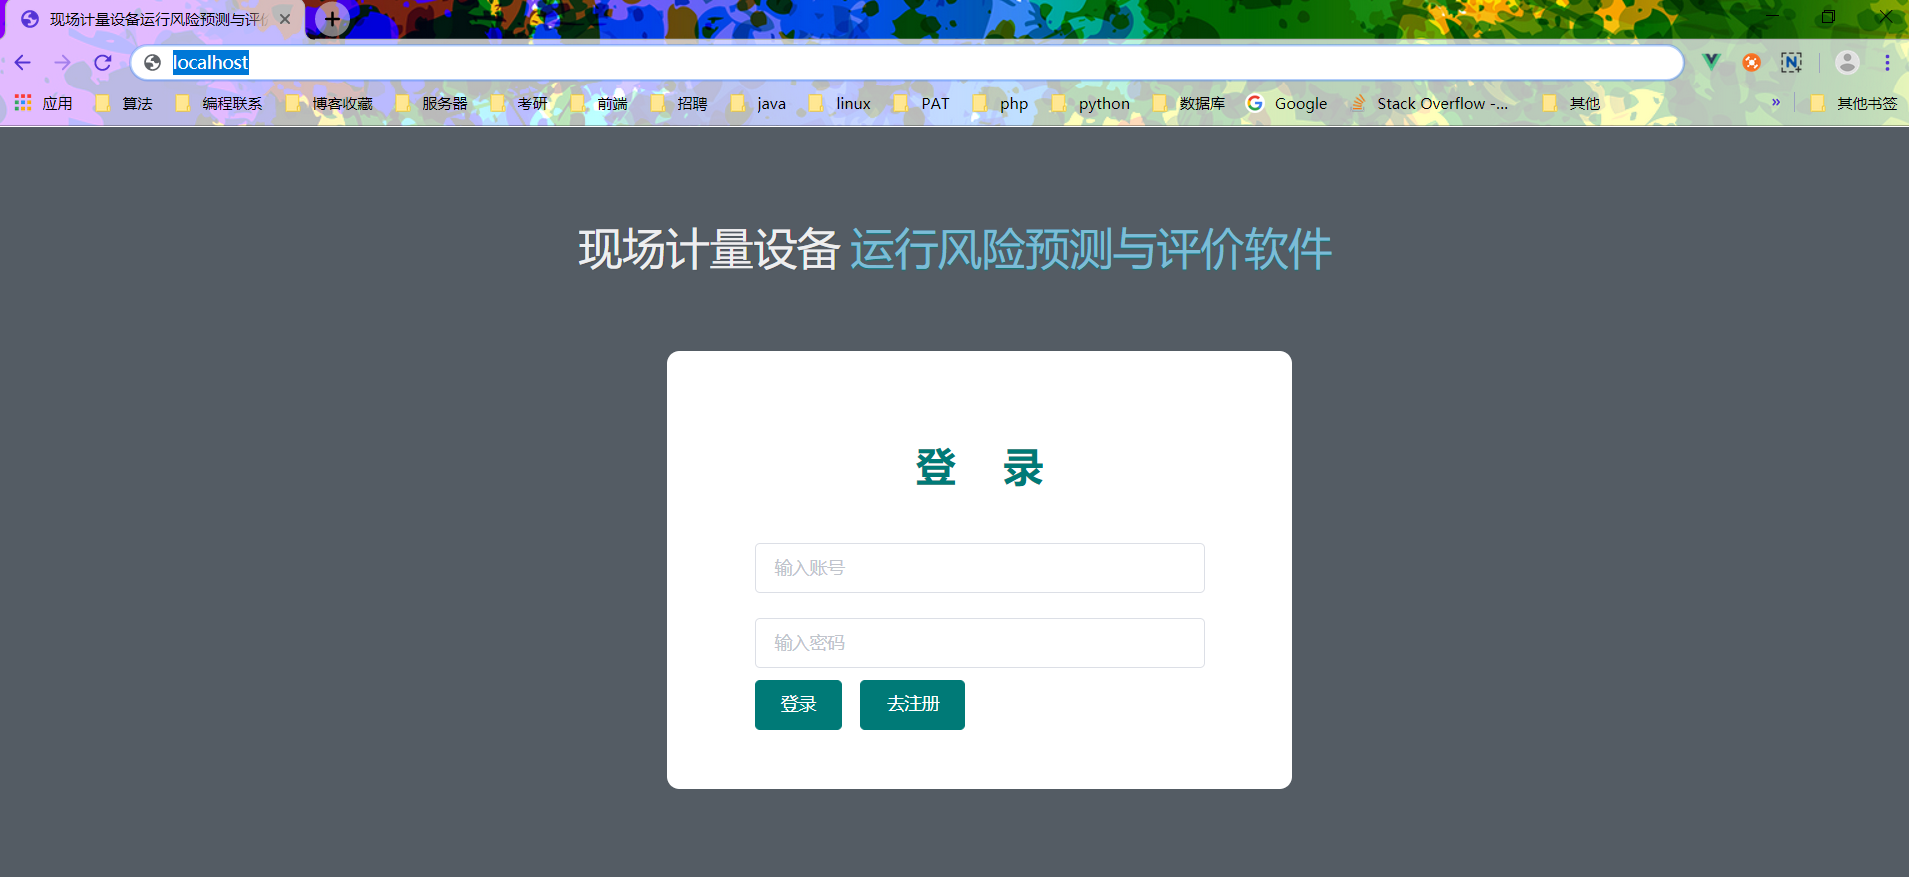 现场计量设备运行风险预测与评
localhost
应用 算法 编程联系 博客收藏 服务器 考研 前端 招聘 java linux PAT php python 数据库 Google Stack Overflow -... 其他 » 其他书签
现场计量设备 运行风险预测与评价软件
登 录
输入账号
输入密码
登录 去注册